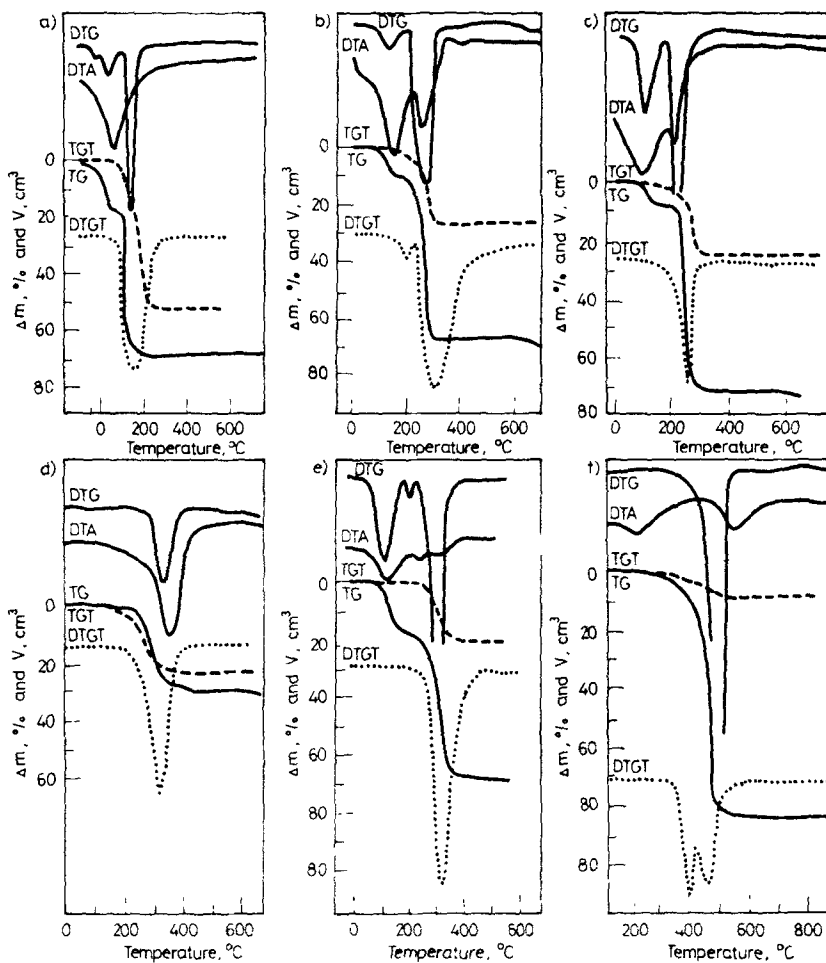 a)
DTG
DTA
TGT
TG
DTGT
0
20
40
60
80
Δm, % and V, cm³
0 200 400 600
Temperature, °C
b)
DTG
DTA
TGT
TG
DTGT
0
20
40
60
80
Δm, % and V, cm³
0 200 400 600
Temperature, °C
c)
DTG
DTA
TGT
TG
DTGT
0
20
40
60
80
Δm, % and V, cm³
0 200 400 600
Temperature, °C
d)
DTG
DTA
TG
TGT
DTGT
0
20
40
60
Δm, % and V, cm³
0 200 400 600
Temperature, °C
e)
DTG
DTA
TGT
TG
DTGT
0
20
40
60
80
Δm, % and V, cm³
0 200 400 600
Temperature, °C
f)
DTG
DTA
TGT
TG
DTGT
0
20
40
60
80
Δm, % and V, cm³
200 400 600 800
Temperature, °C